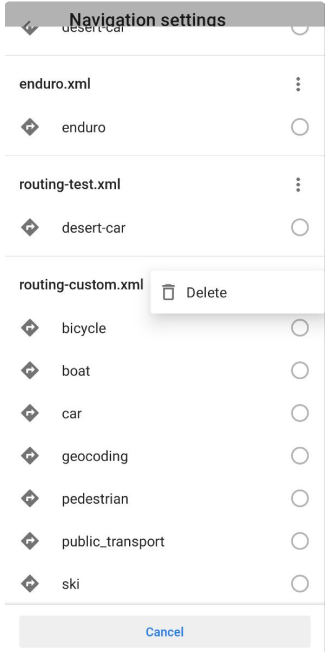 Navigation settings
desert-car
enduro.xml
enduro
routing-test.xml
desert-car
routing-custom.xml
Delete
bicycle
boat
car
geocoding
pedestrian
public_transport
ski
Cancel